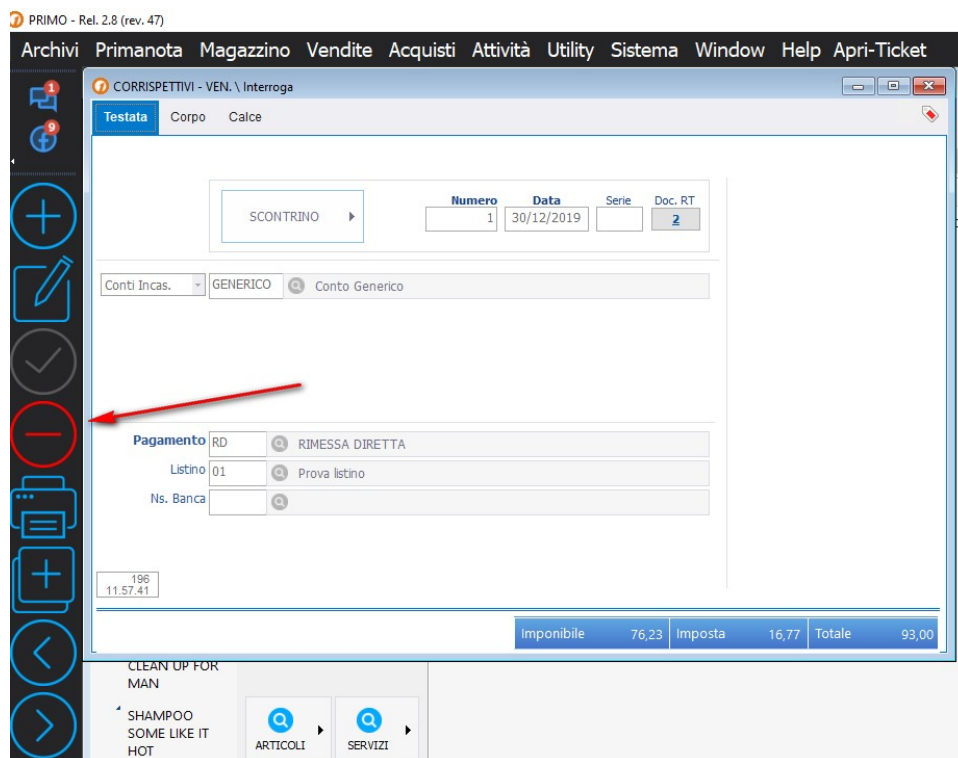 PRIMO - Rel. 2.8 (rev. 47)
Archivi Primanota Magazzino Vendite Acquisti Attività Utility Sistema Window Help Apri-Ticket
1
CORRISPETTIVI - VEN. \ Interroga
Testata Corpo Calce
9
Numero Data Serie Doc. RT
SCONTRINO 1 30/12/2019 2
Conti Incas. GENERICO Conto Generico
Pagamento RD RIMESSA DIRETTA
Listino 01 Prova listino
Ns. Banca
196
11.57.41
Imponibile 76,23 Imposta 16,77 Totale 93,00
CLEAN UP FOR
MAN
SHAMPOO
SOME LIKE IT
HOT
ARTICOLI SERVIZI